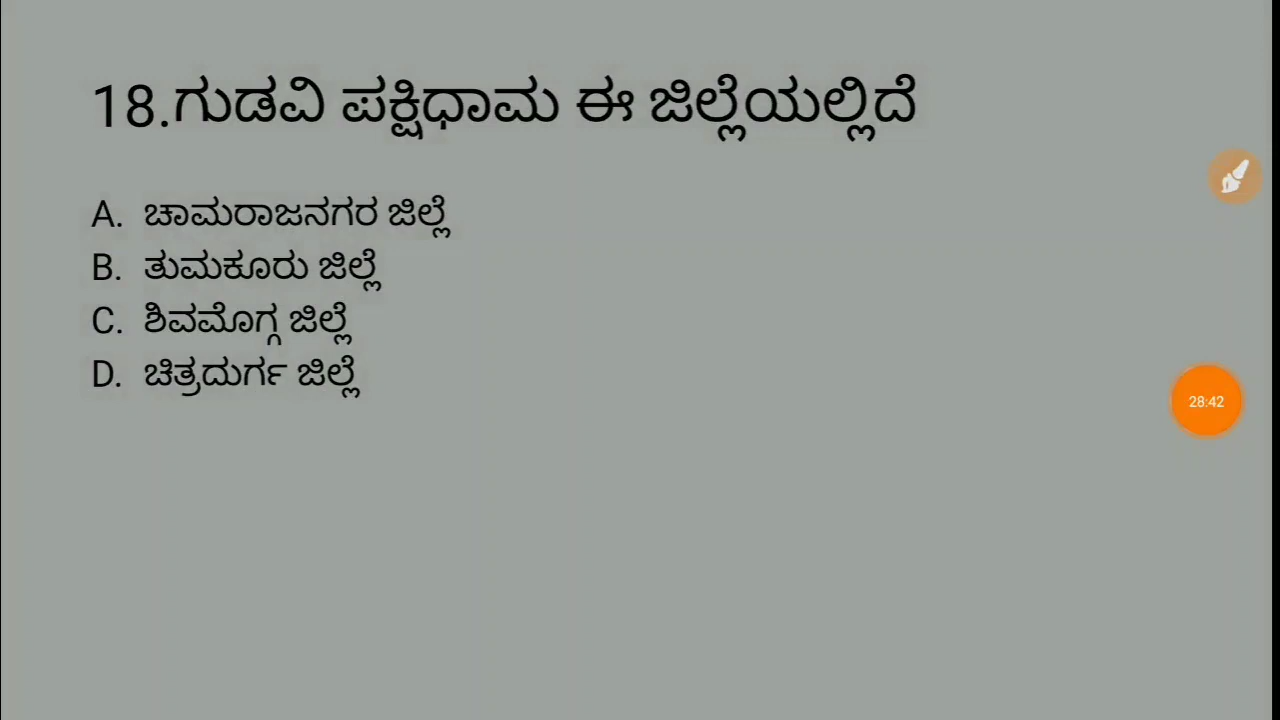 18.ಗುಡವಿ ಪಕ್ಷಿಧಾಮ ಈ ಜಿಲ್ಲೆಯಲ್ಲಿದೆ
A. ಚಾಮರಾಜನಗರ ಜಿಲ್ಲೆ
B. ತುಮಕೂರು ಜಿಲ್ಲೆ
C. ಶಿವಮೊಗ್ಗ ಜಿಲ್ಲೆ
D. ಚಿತ್ರದುರ್ಗ ಜಿಲ್ಲೆ
28:42